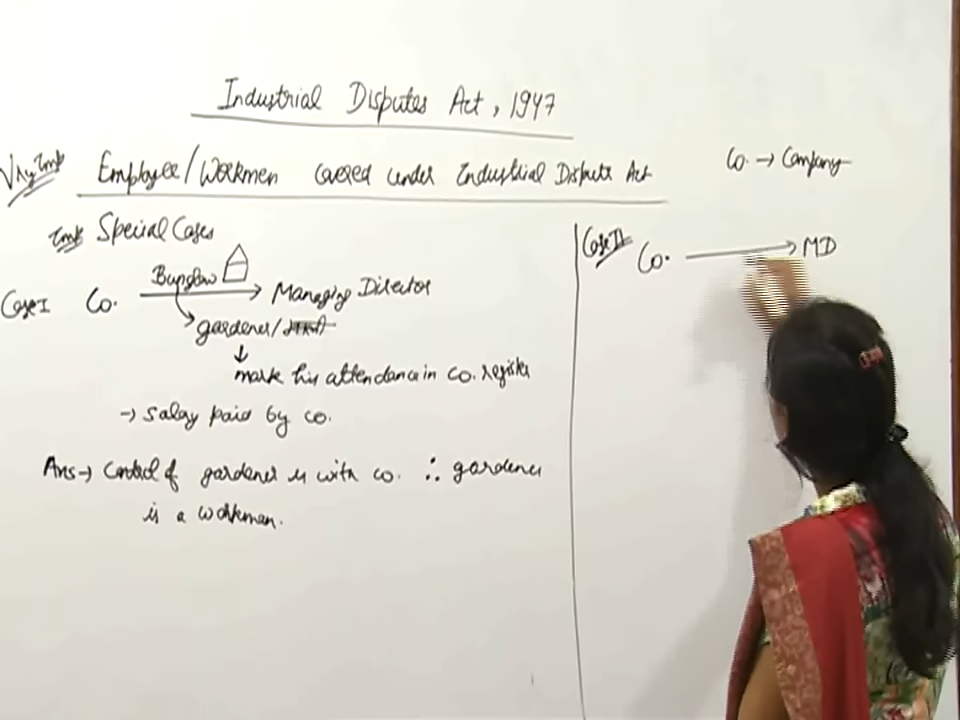 Industrial Disputes Act, 1947
V.Ny Imp Employee/Workmen covered under Industrial Dispute Act
Co. → Company
Imp Special Cases
Case I Co. Bunglow → Managing Director
gardener/
↓
mark his attendance in Co. register
→ Salary paid by co.
Ans → Control of gardener is with co. ∴ gardener
is a workman.
Case II Co. → MD